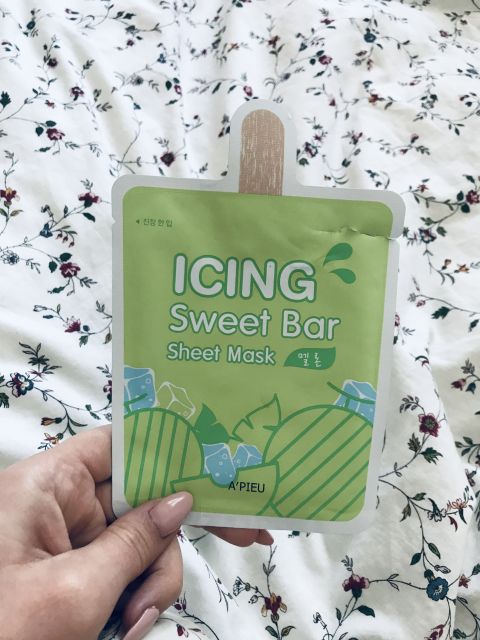 ◀ 진정 한 입
ICING
Sweet Bar
Sheet Mask
멜론
A'PIEU